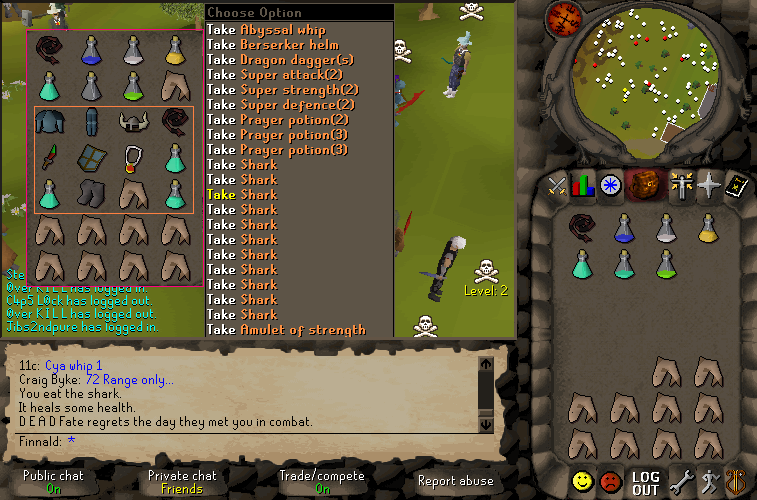 Choose Option
Take Abyssal whip
Take Berserker helm
Take Dragon dagger(s)
Take Super attack(2)
Take Super strength(2)
Take Super defence(2)
Take Prayer potion(2)
Take Prayer potion(3)
Take Prayer potion(3)
Take Shark
Take Shark
Take Shark
Take Shark
Take Shark
Take Shark
Take Shark
Take Shark
Take Shark
Take Shark
Take Shark
Take Amulet of strength
Level: 2
Ste
0ver K I L L has logged in.
C4p5 L0ck has logged out.
0ver K I L L has logged out.
Jibs2ndpure has logged in.
11c: Cya whip 1
Craig Byke: 72 Range only...
You eat the shark.
It heals some health.
D E A D Fate regrets the day they met you in combat.
Finnald: *
Public chat
On
Private chat
Friends
Trade/compete
On
Report abuse
LOG
OUT